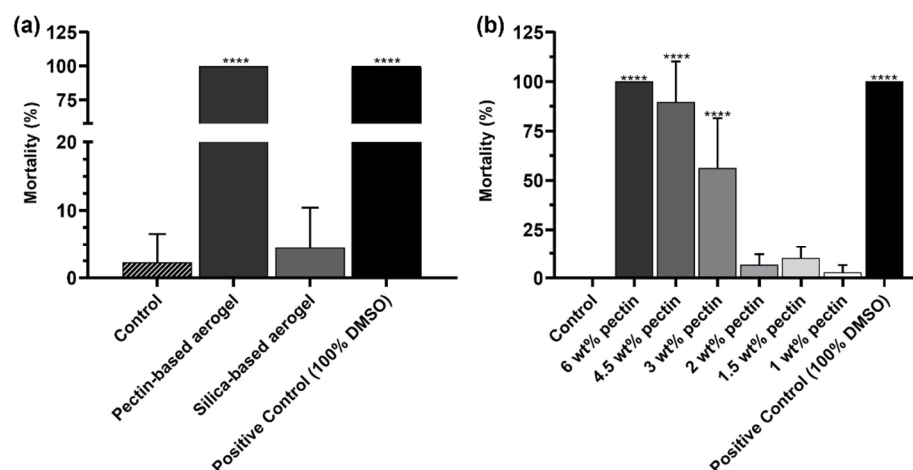 (a)
Mortality (%)
125
100
75
20
10
0
****
****
Control
Pectin-based aerogel
Silica-based aerogel
Positive Control (100% DMSO)
(b)
Mortality (%)
125
100
75
50
25
0
****
****
****
****
Control
6 wt% pectin
4.5 wt% pectin
3 wt% pectin
2 wt% pectin
1.5 wt% pectin
1 wt% pectin
Positive Control (100% DMSO)